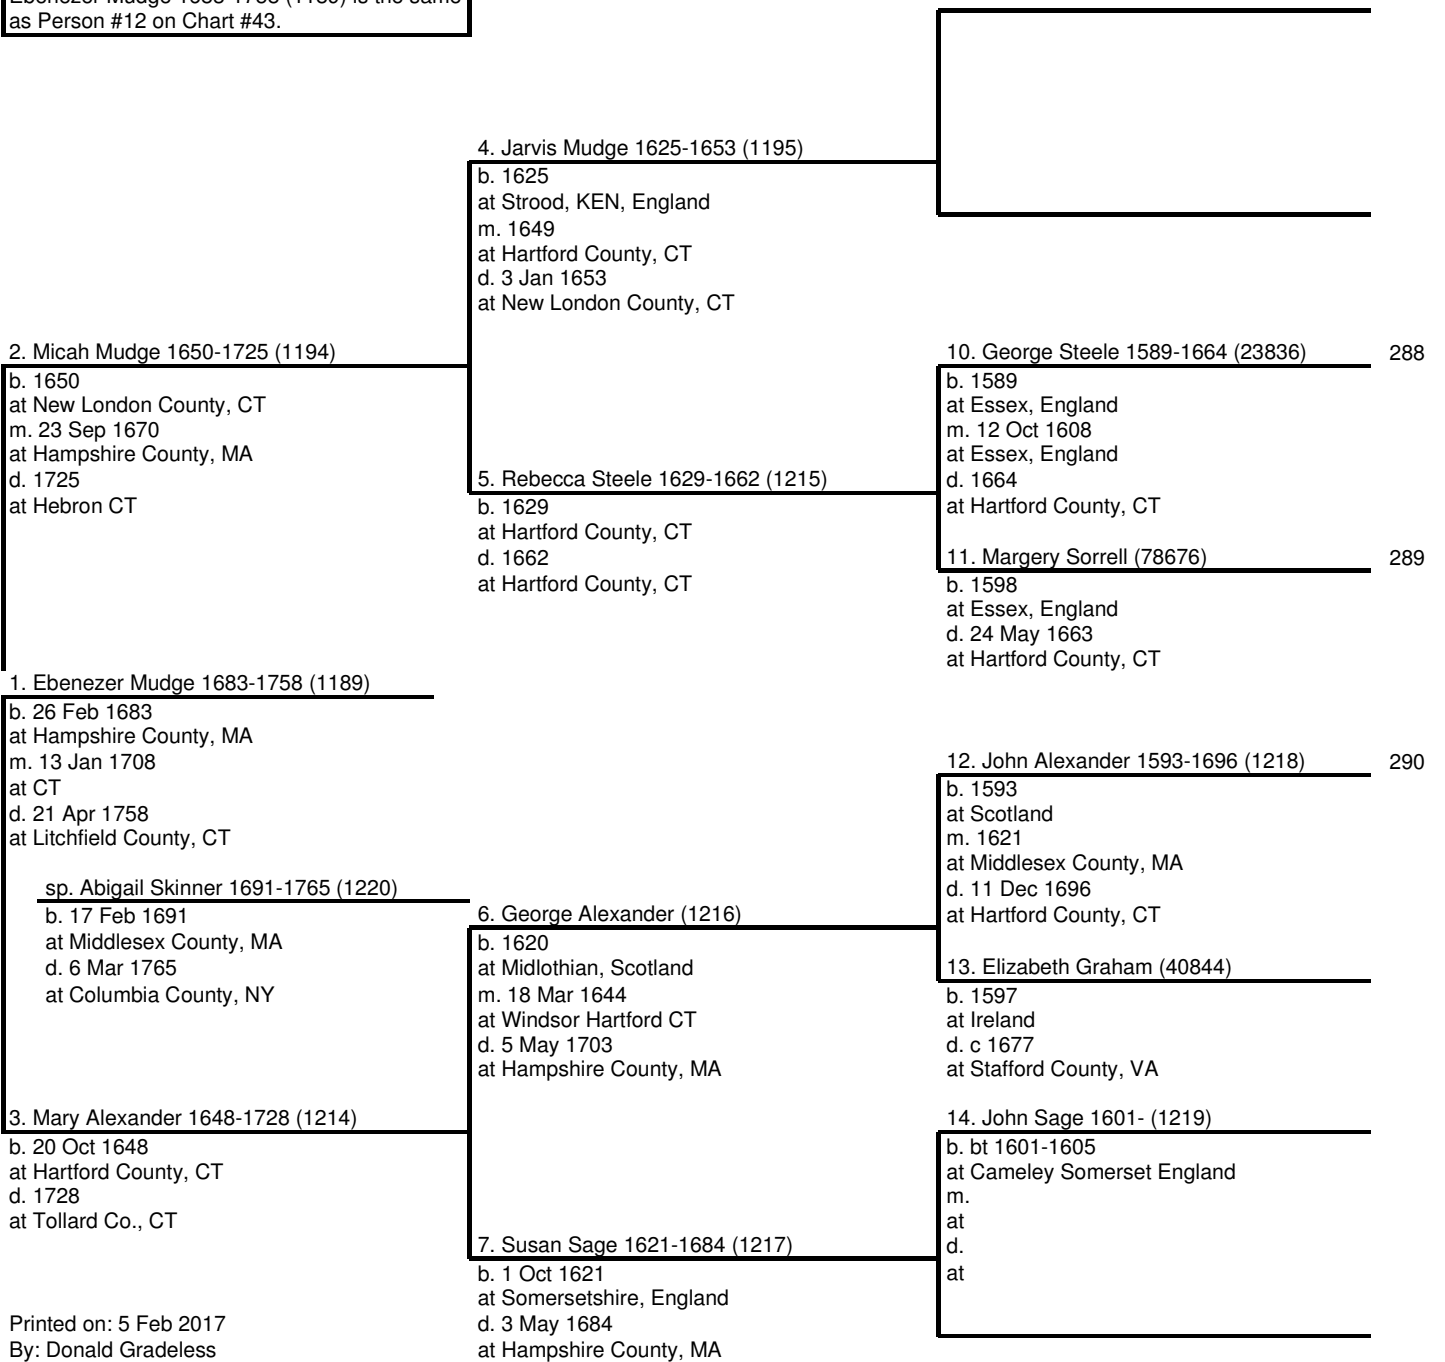 Ebenezer Mudge 1683-1758 (1189) is the same
as Person #12 on Chart #43.
4. Jarvis Mudge 1625-1653 (1195)
b. 1625
at Strood, KEN, England
m. 1649
at Hartford County, CT
d. 3 Jan 1653
at New London County, CT
2. Micah Mudge 1650-1725 (1194)
b. 1650
at New London County, CT
m. 23 Sep 1670
at Hampshire County, MA
d. 1725
at Hebron CT
10. George Steele 1589-1664 (23836) 288
b. 1589
at Essex, England
m. 12 Oct 1608
at Essex, England
d. 1664
at Hartford County, CT
5. Rebecca Steele 1629-1662 (1215)
b. 1629
at Hartford County, CT
d. 1662
at Hartford County, CT
11. Margery Sorrell (78676) 289
b. 1598
at Essex, England
d. 24 May 1663
at Hartford County, CT
1. Ebenezer Mudge 1683-1758 (1189)
b. 26 Feb 1683
at Hampshire County, MA
m. 13 Jan 1708
at CT
d. 21 Apr 1758
at Litchfield County, CT
sp. Abigail Skinner 1691-1765 (1220)
b. 17 Feb 1691
at Middlesex County, MA
d. 6 Mar 1765
at Columbia County, NY
12. John Alexander 1593-1696 (1218) 290
b. 1593
at Scotland
m. 1621
at Middlesex County, MA
d. 11 Dec 1696
at Hartford County, CT
6. George Alexander (1216)
b. 1620
at Midlothian, Scotland
m. 18 Mar 1644
at Windsor Hartford CT
d. 5 May 1703
at Hampshire County, MA
13. Elizabeth Graham (40844)
b. 1597
at Ireland
d. c 1677
at Stafford County, VA
3. Mary Alexander 1648-1728 (1214)
b. 20 Oct 1648
at Hartford County, CT
d. 1728
at Tollard Co., CT
14. John Sage 1601- (1219)
b. bt 1601-1605
at Cameley Somerset England
m.
at
d.
at
7. Susan Sage 1621-1684 (1217)
b. 1 Oct 1621
at Somersetshire, England
d. 3 May 1684
at Hampshire County, MA
Printed on: 5 Feb 2017
By: Donald Gradeless